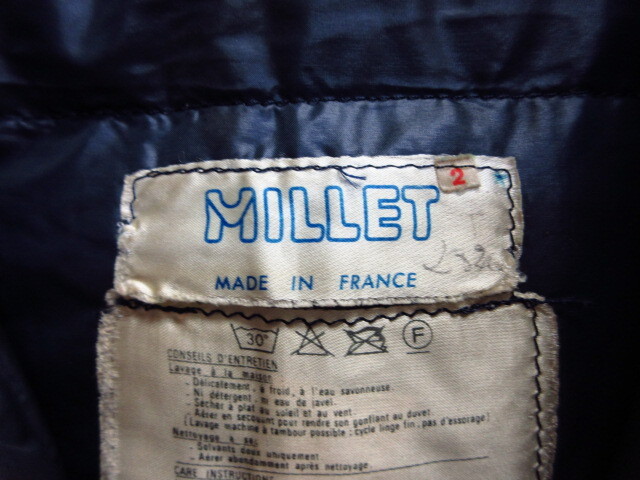 MILLET
2
MADE IN FRANCE
30°
F
CONSEILS D'ENTRETIEN
Lavage à la maison
- Délicatement, à froid, à l'eau savonneuse.
- Ni détergent, ni eau de javel.
- Sécher à plat au soleil et au vent.
- Aérer en secouant pour rendre son gonflant au duvet.
(Lavage machine à tambour possible: cycle linge fin, pas d'essorage)
Nettoyage à sec
- Solvants doux uniquement
- Aérer abondamment après nettoyage
CARE INSTRUCTIONS